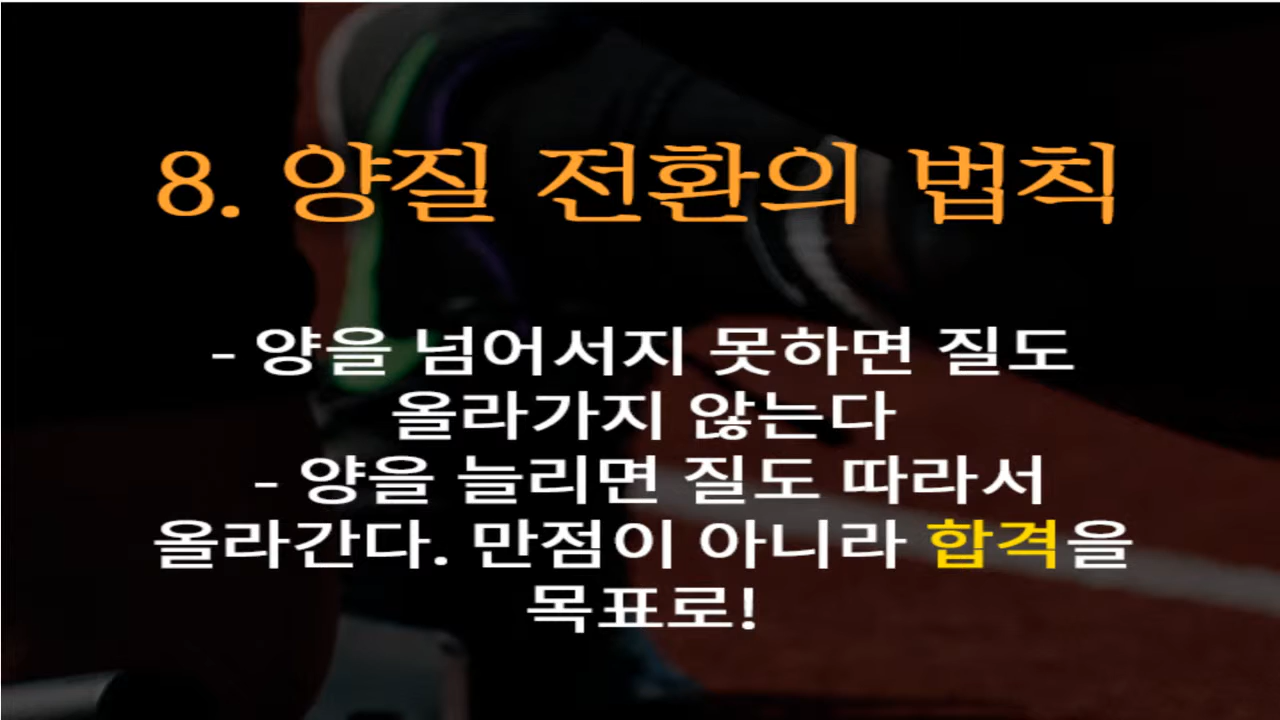 8. 양질 전환의 법칙
- 양을 넘어서지 못하면 질도
올라가지 않는다
- 양을 늘리면 질도 따라서
올라간다. 만점이 아니라 합격을
목표로!